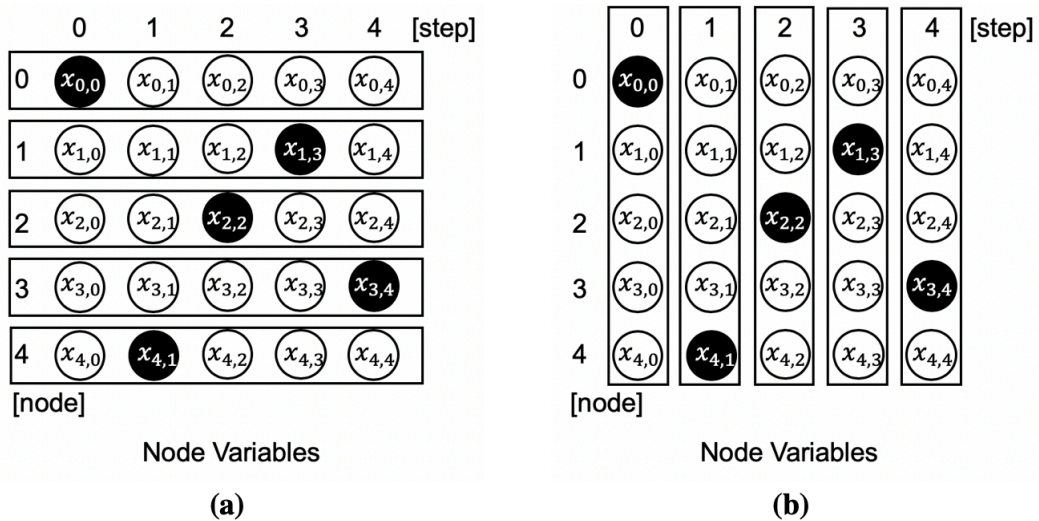 0 1 2 3 4 [step]
0 x0,0 x0,1 x0,2 x0,3 x0,4
1 x1,0 x1,1 x1,2 x1,3 x1,4
2 x2,0 x2,1 x2,2 x2,3 x2,4
3 x3,0 x3,1 x3,2 x3,3 x3,4
4 x4,0 x4,1 x4,2 x4,3 x4,4
[node]
Node Variables
(a)
0 1 2 3 4 [step]
0 x0,0 x0,1 x0,2 x0,3 x0,4
1 x1,0 x1,1 x1,2 x1,3 x1,4
2 x2,0 x2,1 x2,2 x2,3 x2,4
3 x3,0 x3,1 x3,2 x3,3 x3,4
4 x4,0 x4,1 x4,2 x4,3 x4,4
[node]
Node Variables
(b)